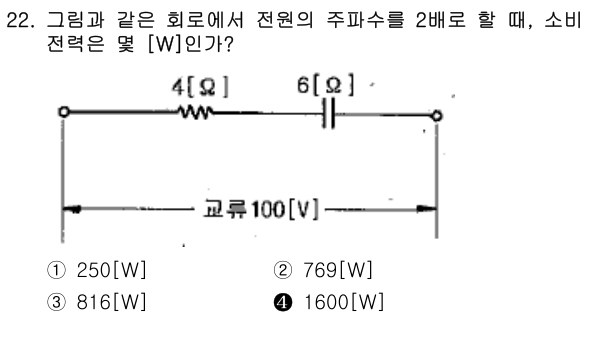 22. 그림과 같은 회로에서 전원의 주파수를 2배로 할 때, 소비
전력은 몇 [W]인가?
4[Ω] 6[Ω]
교류100[V]
① 250[W] ② 769[W]
③ 816[W] ❹ 1600[W]